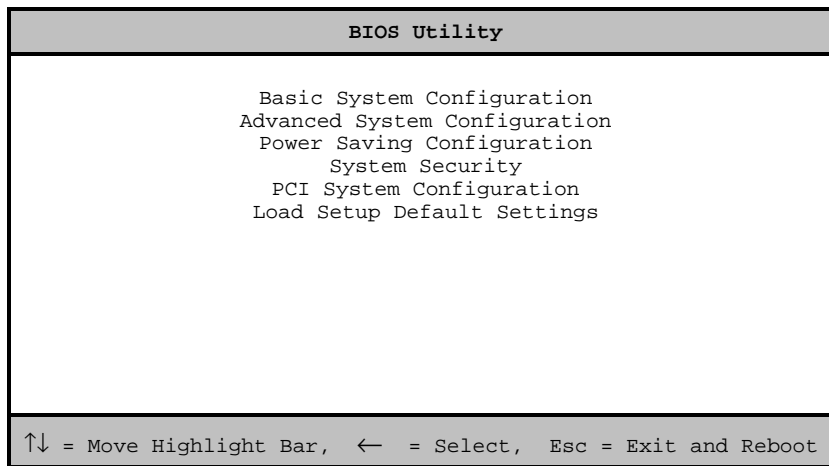 BIOS Utility
Basic System Configuration
Advanced System Configuration
Power Saving Configuration
System Security
PCI System Configuration
Load Setup Default Settings
↑↓ = Move Highlight Bar, ← = Select, Esc = Exit and Reboot